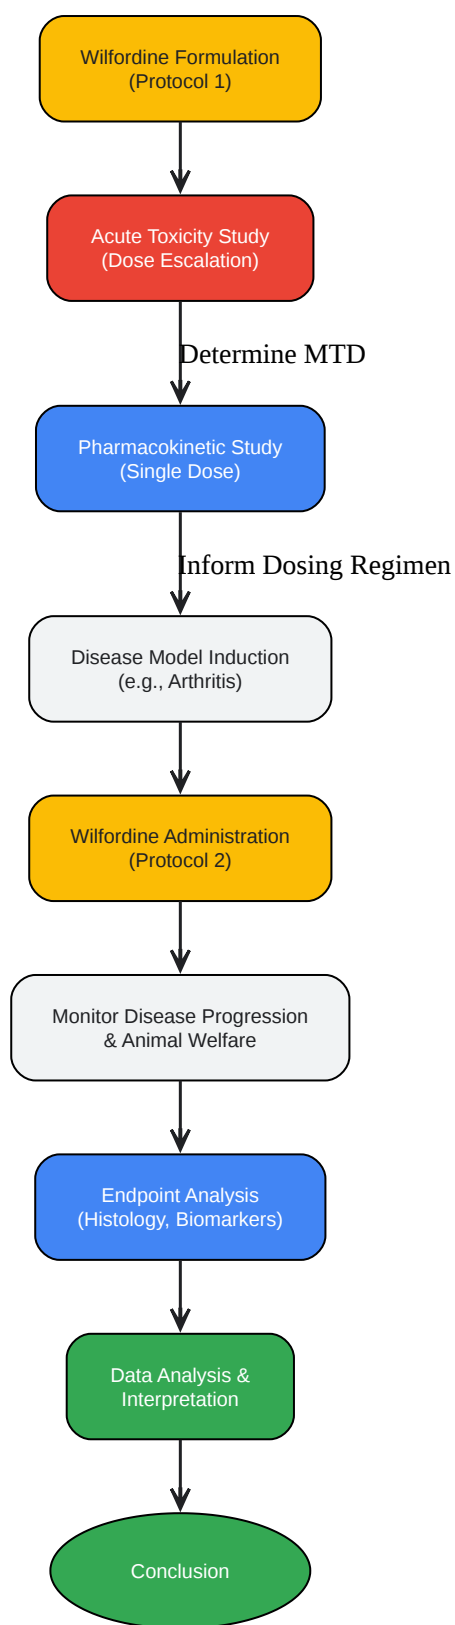 Wilfordine Formulation
(Protocol 1)
Acute Toxicity Study
(Dose Escalation)
Determine MTD
Pharmacokinetic Study
(Single Dose)
Inform Dosing Regimen
Disease Model Induction
(e.g., Arthritis)
Wilfordine Administration
(Protocol 2)
Monitor Disease Progression
& Animal Welfare
Endpoint Analysis
(Histology, Biomarkers)
Data Analysis &
Interpretation
Conclusion